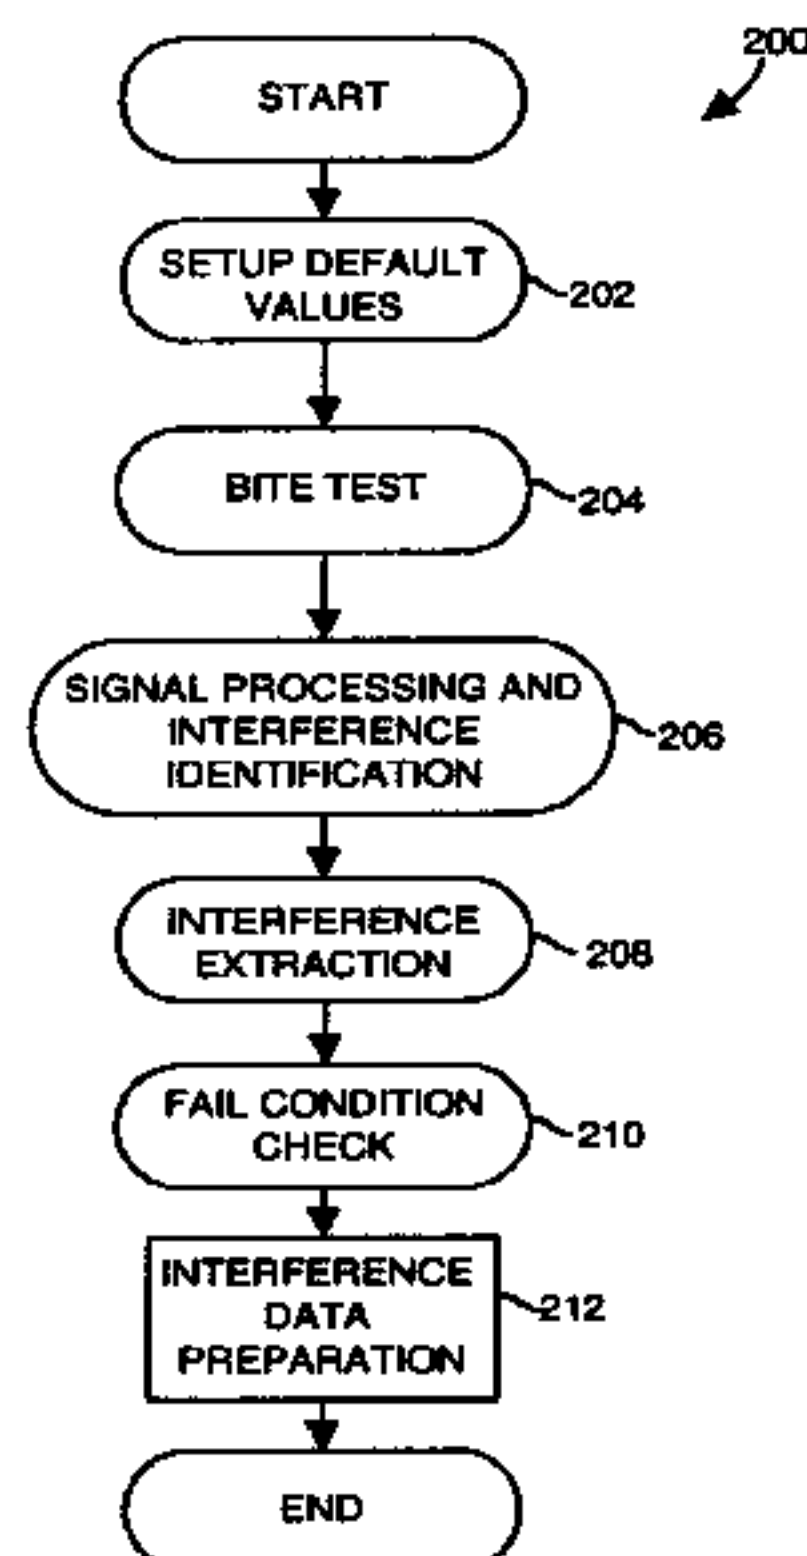 200
START
SETUP DEFAULT
VALUES
202
BITE TEST
204
SIGNAL PROCESSING AND
INTERFERENCE
IDENTIFICATION
206
INTERFERENCE
EXTRACTION
208
FAIL CONDITION
CHECK
210
INTERFERENCE
DATA
PREPARATION
212
END